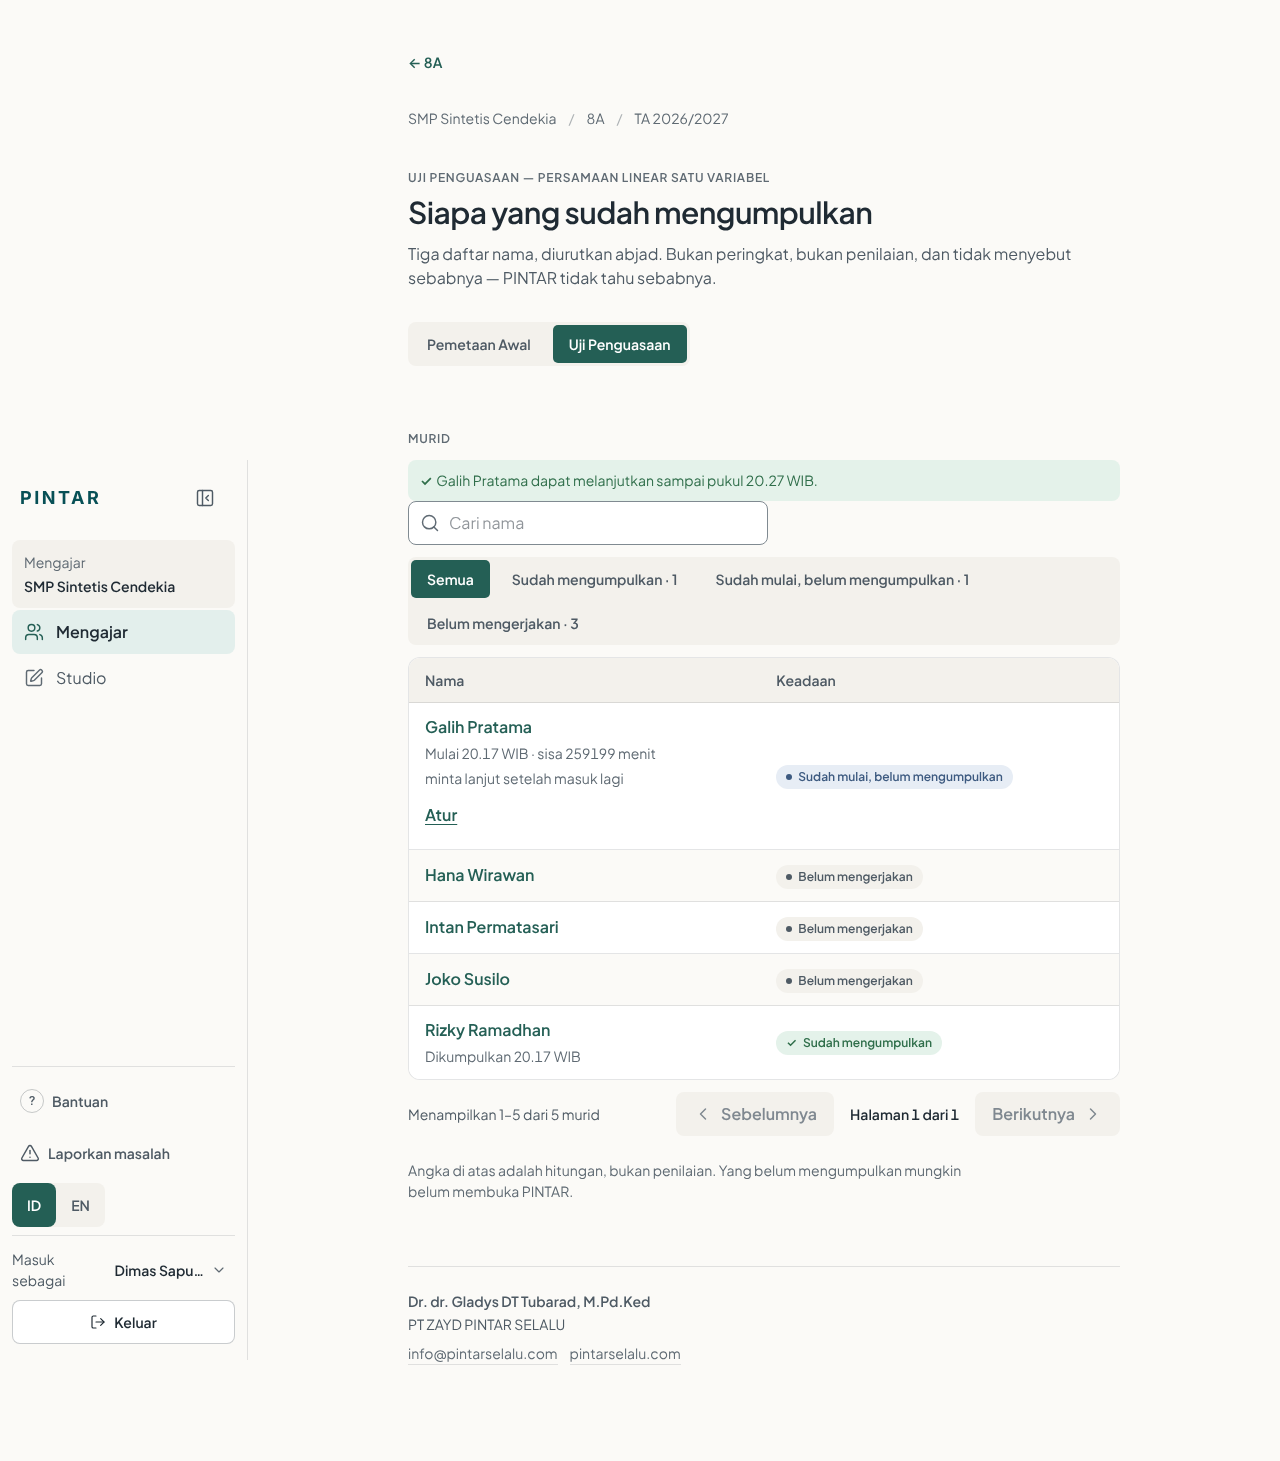 ← 8A
SMP Sintetis Cendekia / 8A / TA 2026/2027
UJI PENGUASAAN — PERSAMAAN LINEAR SATU VARIABEL
Siapa yang sudah mengumpulkan
Tiga daftar nama, diurutkan abjad. Bukan peringkat, bukan penilaian, dan tidak menyebut
sebabnya — PINTAR tidak tahu sebabnya.
Pemetaan Awal
Uji Penguasaan
MURID
Galih Pratama dapat melanjutkan sampai pukul 20.27 WIB.
Cari nama
Semua
Sudah mengumpulkan · 1
Sudah mulai, belum mengumpulkan · 1
Belum mengerjakan · 3
Nama
Keadaan
Galih Pratama
Mulai 20.17 WIB · sisa 259199 menit
minta lanjut setelah masuk lagi
Atur
Sudah mulai, belum mengumpulkan
Hana Wirawan
Belum mengerjakan
Intan Permatasari
Belum mengerjakan
Joko Susilo
Belum mengerjakan
Rizky Ramadhan
Dikumpulkan 20.17 WIB
Sudah mengumpulkan
Menampilkan 1–5 dari 5 murid
Sebelumnya
Halaman 1 dari 1
Berikutnya
Angka di atas adalah hitungan, bukan penilaian. Yang belum mengumpulkan mungkin
belum membuka PINTAR.
Dr. dr. Gladys DT Tubarad, M.Pd.Ked
PT ZAYD PINTAR SELALU
info@pintarselalu.com
pintarselalu.com
PINTAR
Mengajar
SMP Sintetis Cendekia
Mengajar
Studio
? Bantuan
Laporkan masalah
ID
EN
Masuk
sebagai
Dimas Sapu...
Keluar